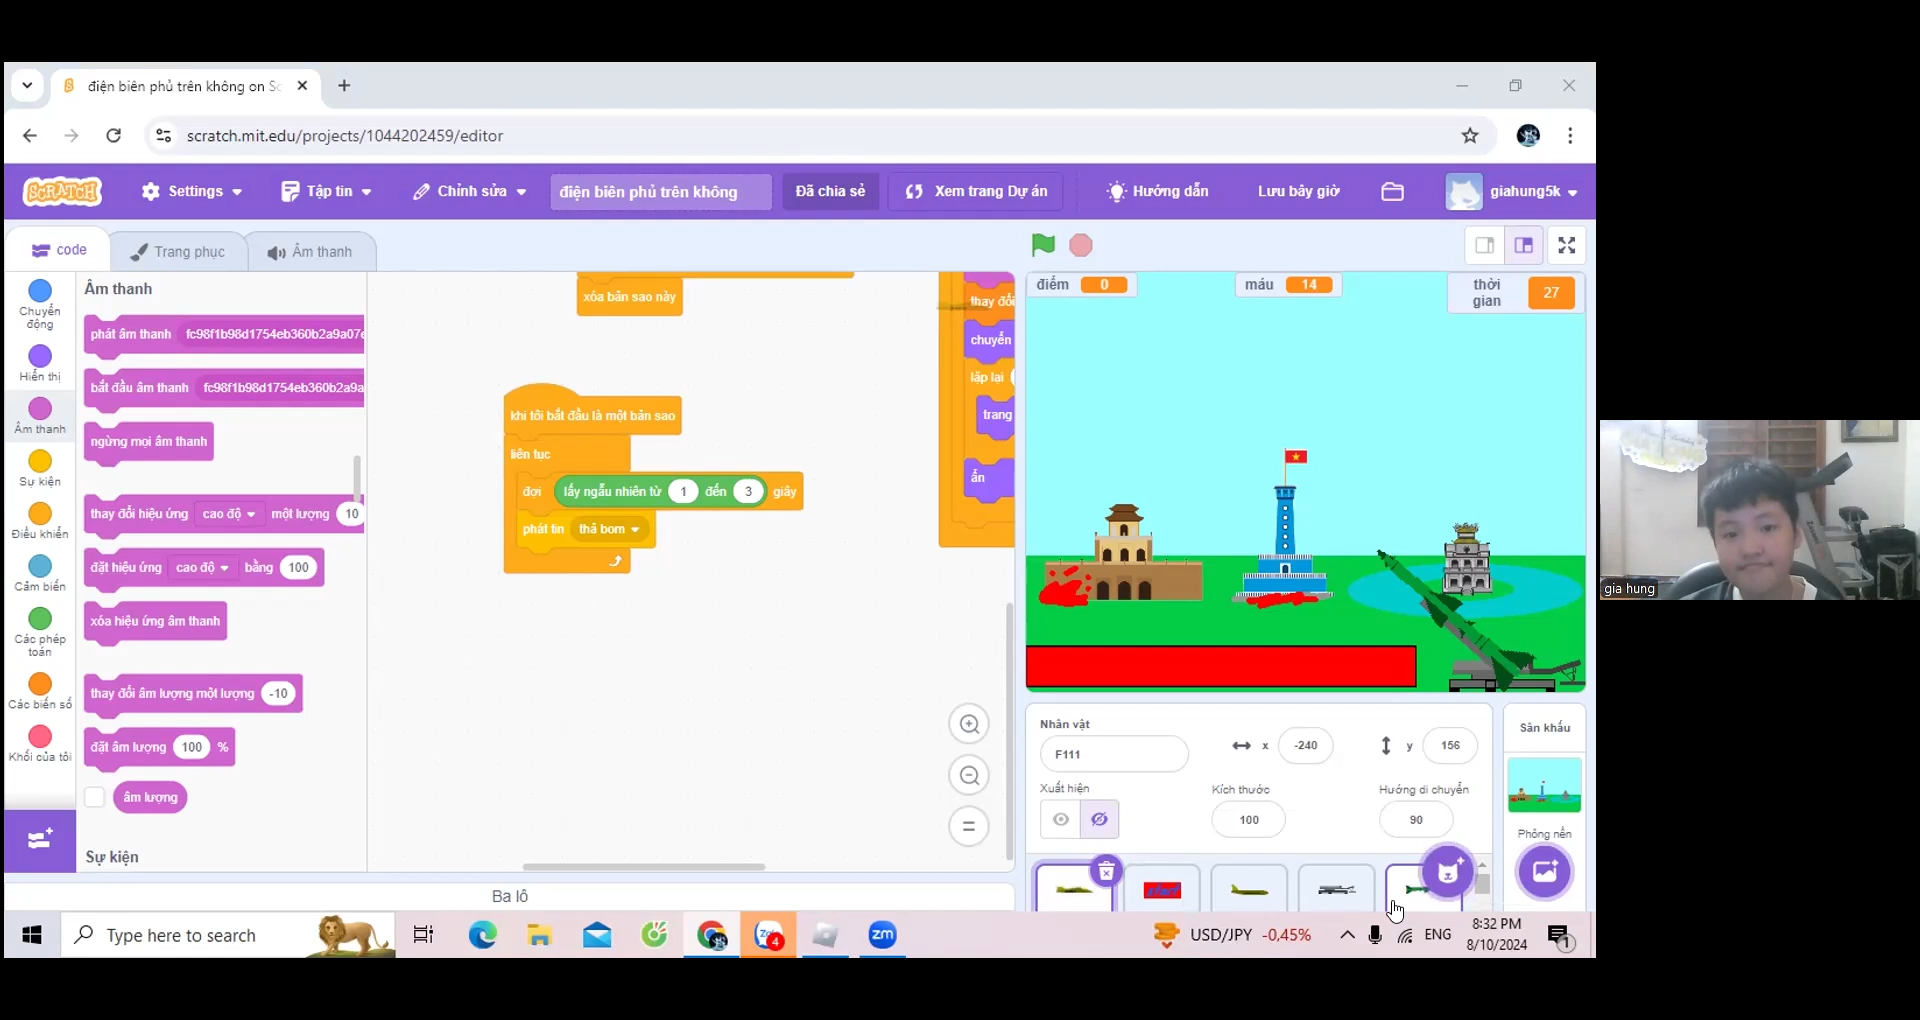 điện biên phủ trên không on Sc
scratch.mit.edu/projects/1044202459/editor
SCRATCH
Settings
Tập tin
Chỉnh sửa
điện biên phủ trên không
Đã chia sẻ
Xem trang Dự án
Hướng dẫn
Lưu bây giờ
giahung5k
code
Trang phục
Âm thanh
Chuyển động
Hiển thị
Âm thanh
Sự kiện
Điều khiển
Cảm biến
Các phép toán
Các biến số
Khối của tôi
Âm thanh
phát âm thanh fc98f1b98d1754eb360b2a9a07e
bắt đầu âm thanh fc98f1b98d1754eb360b2a9a
ngừng mọi âm thanh
thay đổi hiệu ứng cao độ một lượng 10
đặt hiệu ứng cao độ bằng 100
xóa hiệu ứng âm thanh
thay đổi âm lượng một lượng -10
đặt âm lượng 100 %
âm lượng
Sự kiện
xóa bản sao này
khi tôi bắt đầu là một bản sao
liên tục
đợi lấy ngẫu nhiên từ 1 đến 3 giây
phát tin thả bom
thay đổi
chuyển
lặp lại
trang
ẩn
điểm 0
máu 14
thời gian 27
Nhân vật
F111
x -240
y 156
Xuất hiện
Kích thước
100
Hướng di chuyển
90
Sân khấu
Phông nền
start
Ba lô
Type here to search
4
zm
USD/JPY -0,45%
ENG
8:32 PM
8/10/2024
1
gia hung